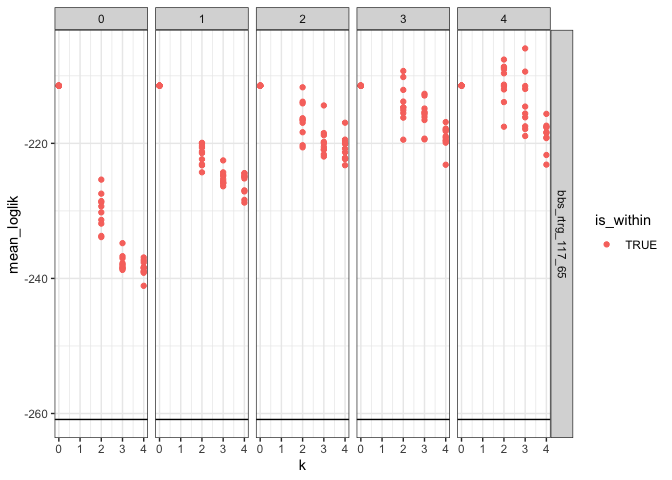 0 1 2 3 4
-220
-240
-260
mean_loglik
bbs_rtrg_117_65
is_within
TRUE
0 1 2 3 4 0 1 2 3 4 0 1 2 3 4 0 1 2 3 4 0 1 2 3 4
k